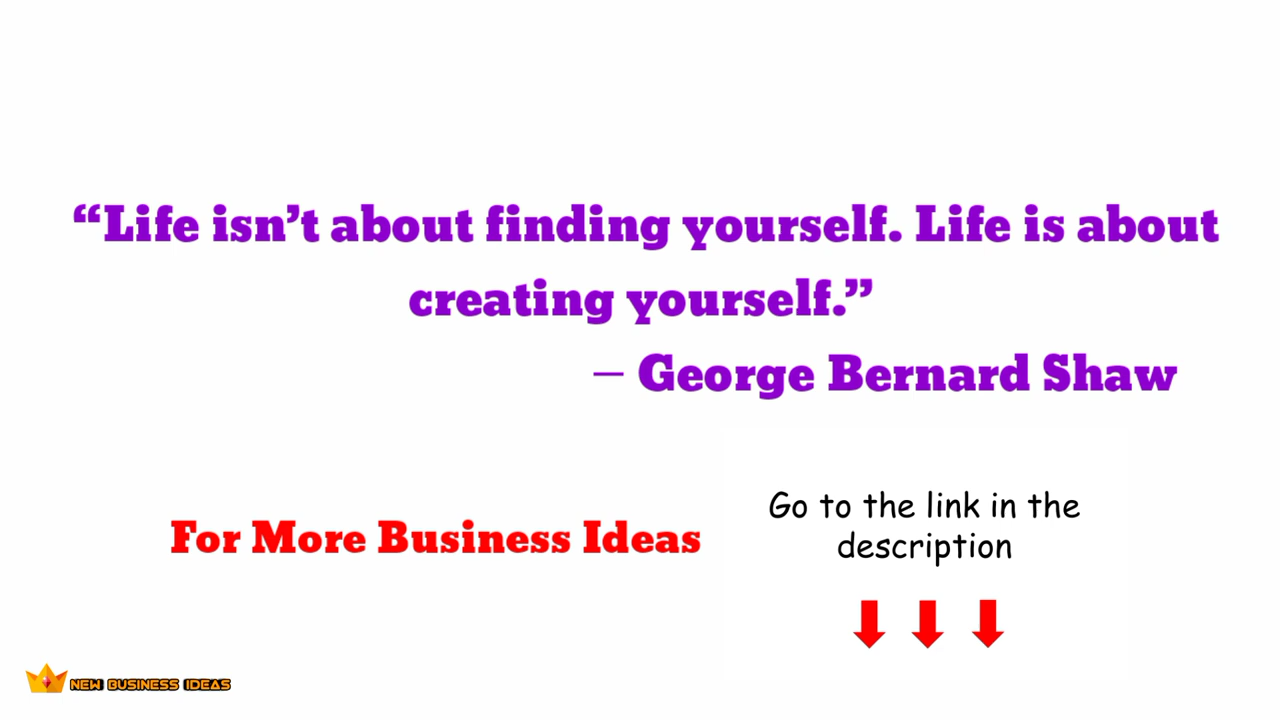 “Life isn’t about finding yourself. Life is about
creating yourself.”
– George Bernard Shaw
For More Business Ideas
Go to the link in the
description
NEW BUSINESS IDEAS